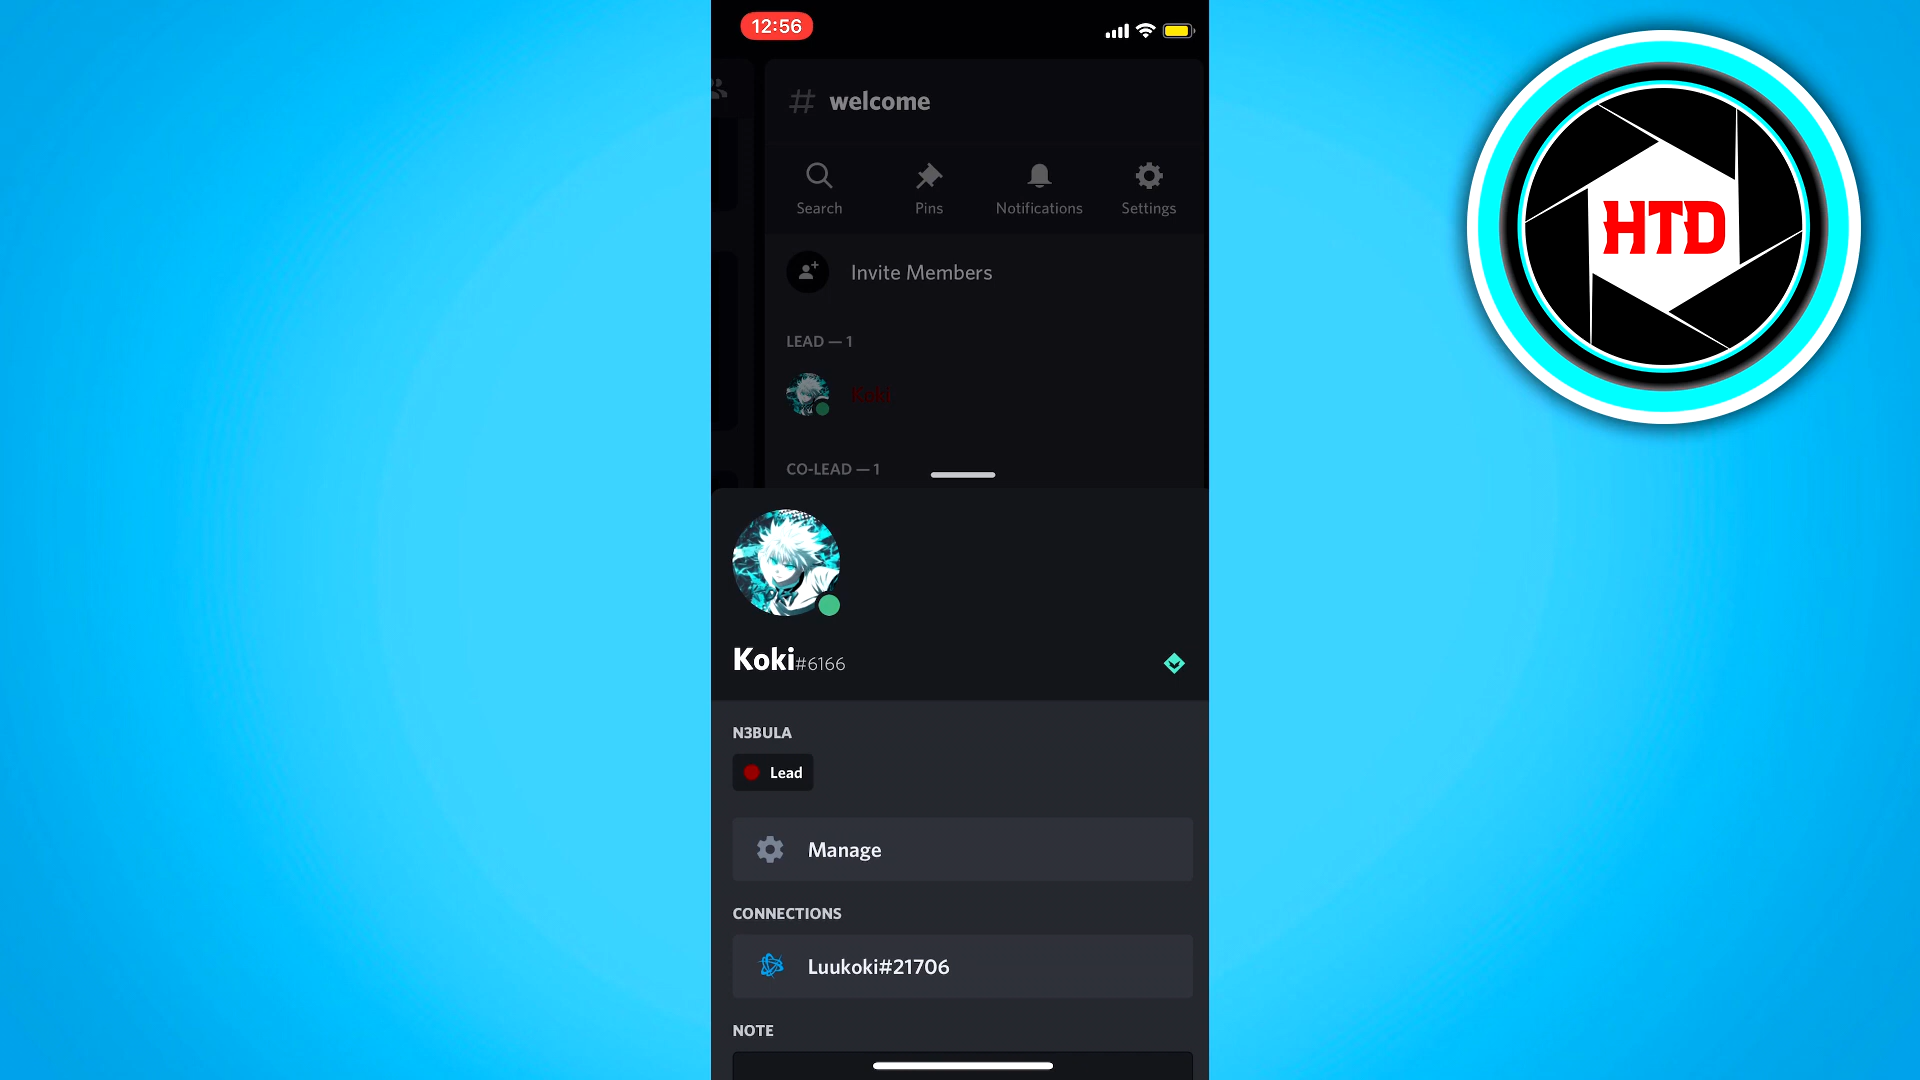 12:56
# welcome
Search Pins Notifications Settings
Invite Members
LEAD — 1
Koki
CO-LEAD — 1
Koki#6166
N3BULA
Lead
Manage
CONNECTIONS
Luukoki#21706
NOTE
HTD